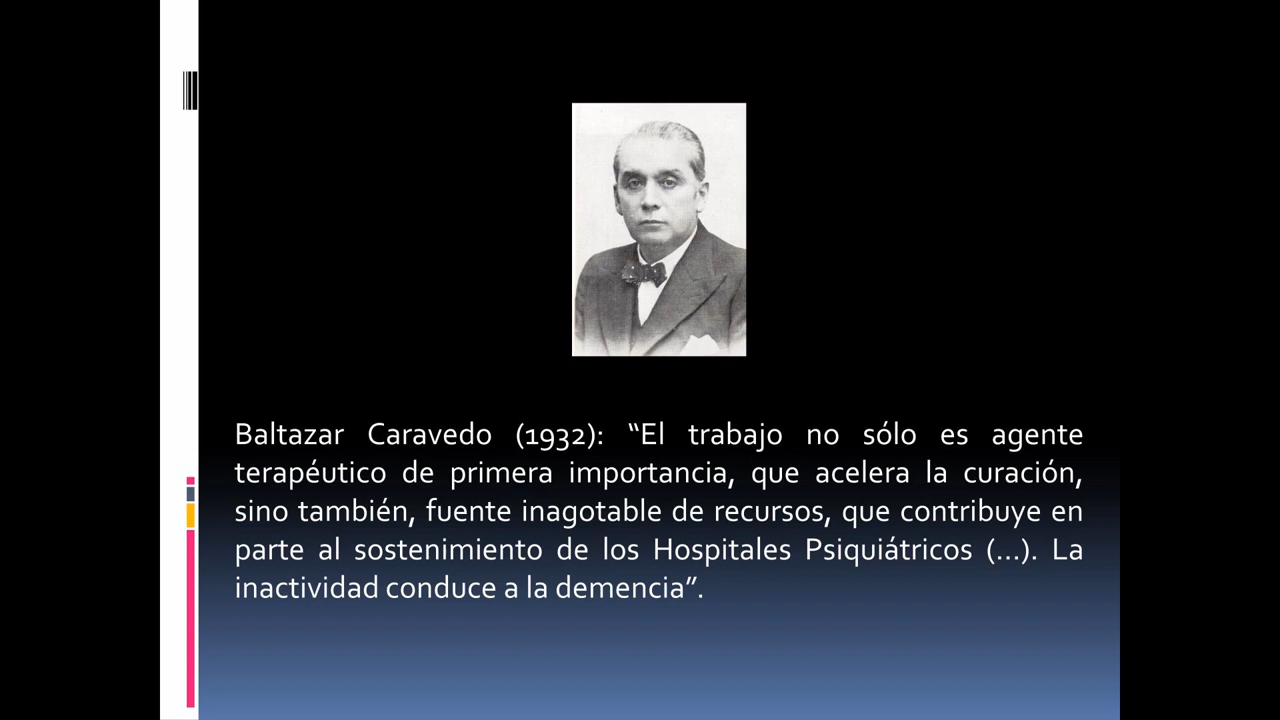 Baltazar Caravedo (1932): “El trabajo no sólo es agente
terapéutico de primera importancia, que acelera la curación,
sino también, fuente inagotable de recursos, que contribuye en
parte al sostenimiento de los Hospitales Psiquiátricos (…). La
inactividad conduce a la demencia”.